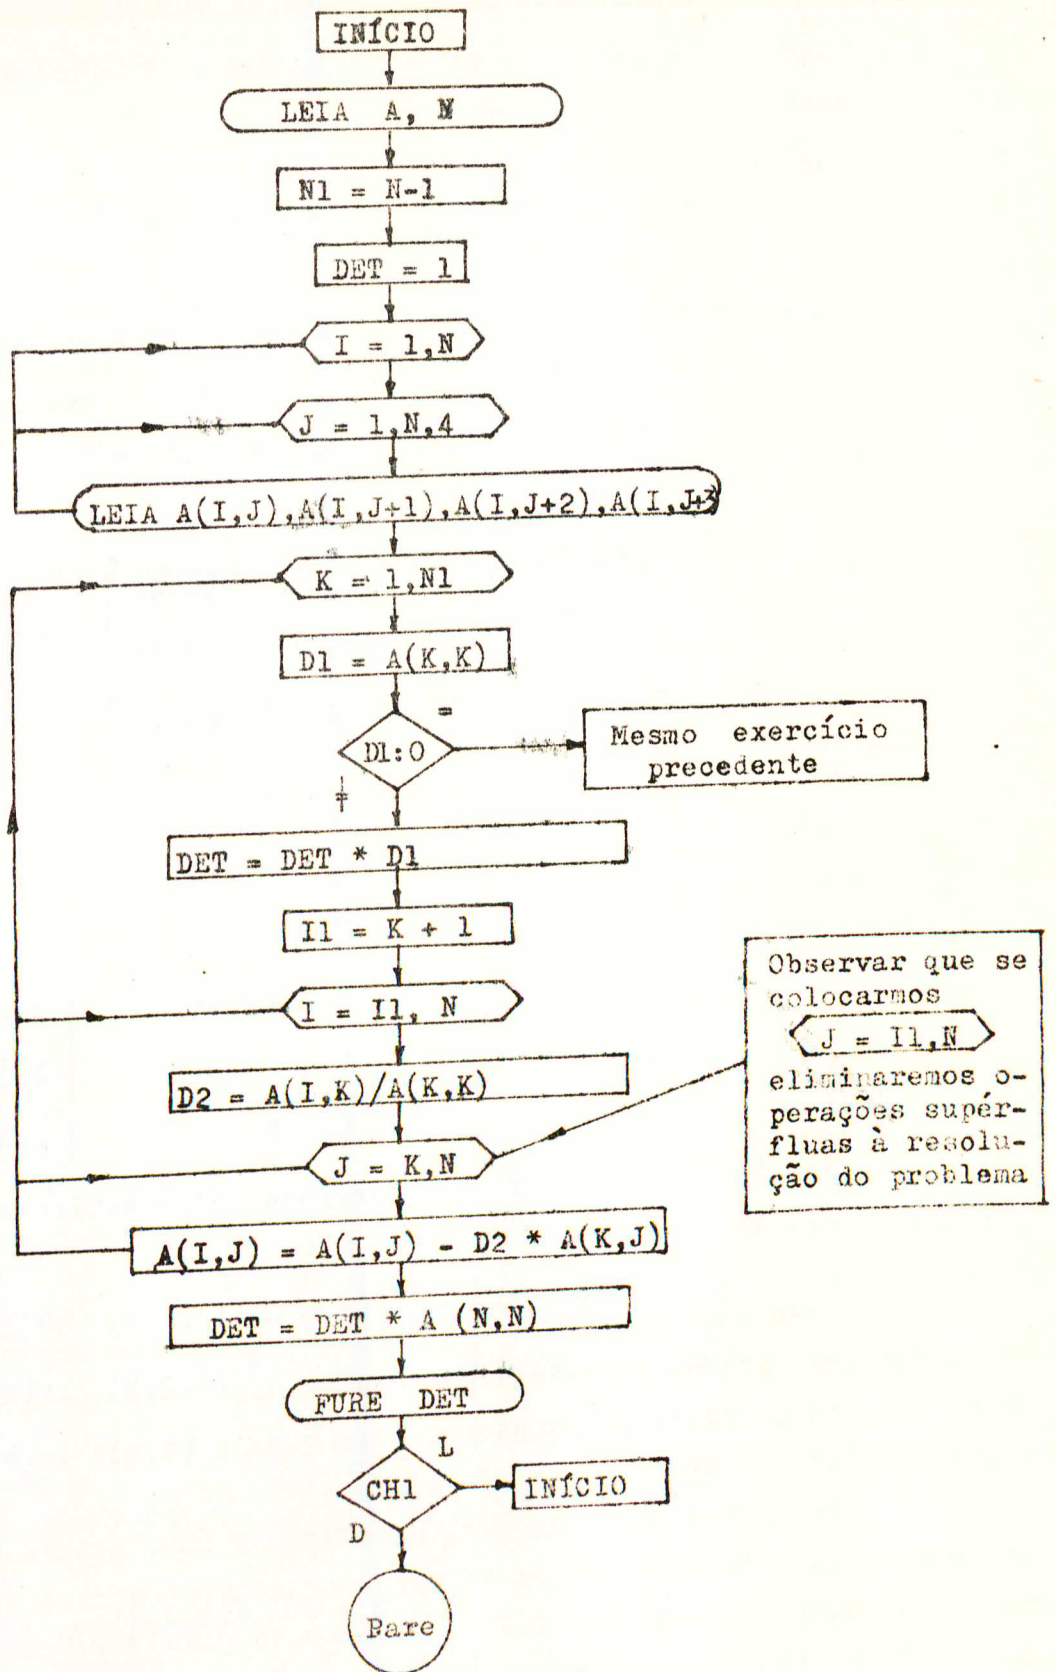 INÍCIO
LEIA A, N
N1 = N-1
DET = 1
I = 1,N
J = 1,N,4
LEIA A(I,J),A(I,J+1),A(I,J+2),A(I,J+3
K = 1,N1
D1 = A(K,K)
=
D1:0
Mesmo exercício
precedente
≠
DET = DET * D1
I1 = K + 1
I = I1, N
D2 = A(I,K)/A(K,K)
J = K,N
Observar que se
colocarmos
J = I1,N
eliminaremos o-
perações supér-
fluas à resolu-
ção do problema
A(I,J) = A(I,J) - D2 * A(K,J)
DET = DET * A (N,N)
FURE DET
L
CH1
INÍCIO
D
Pare